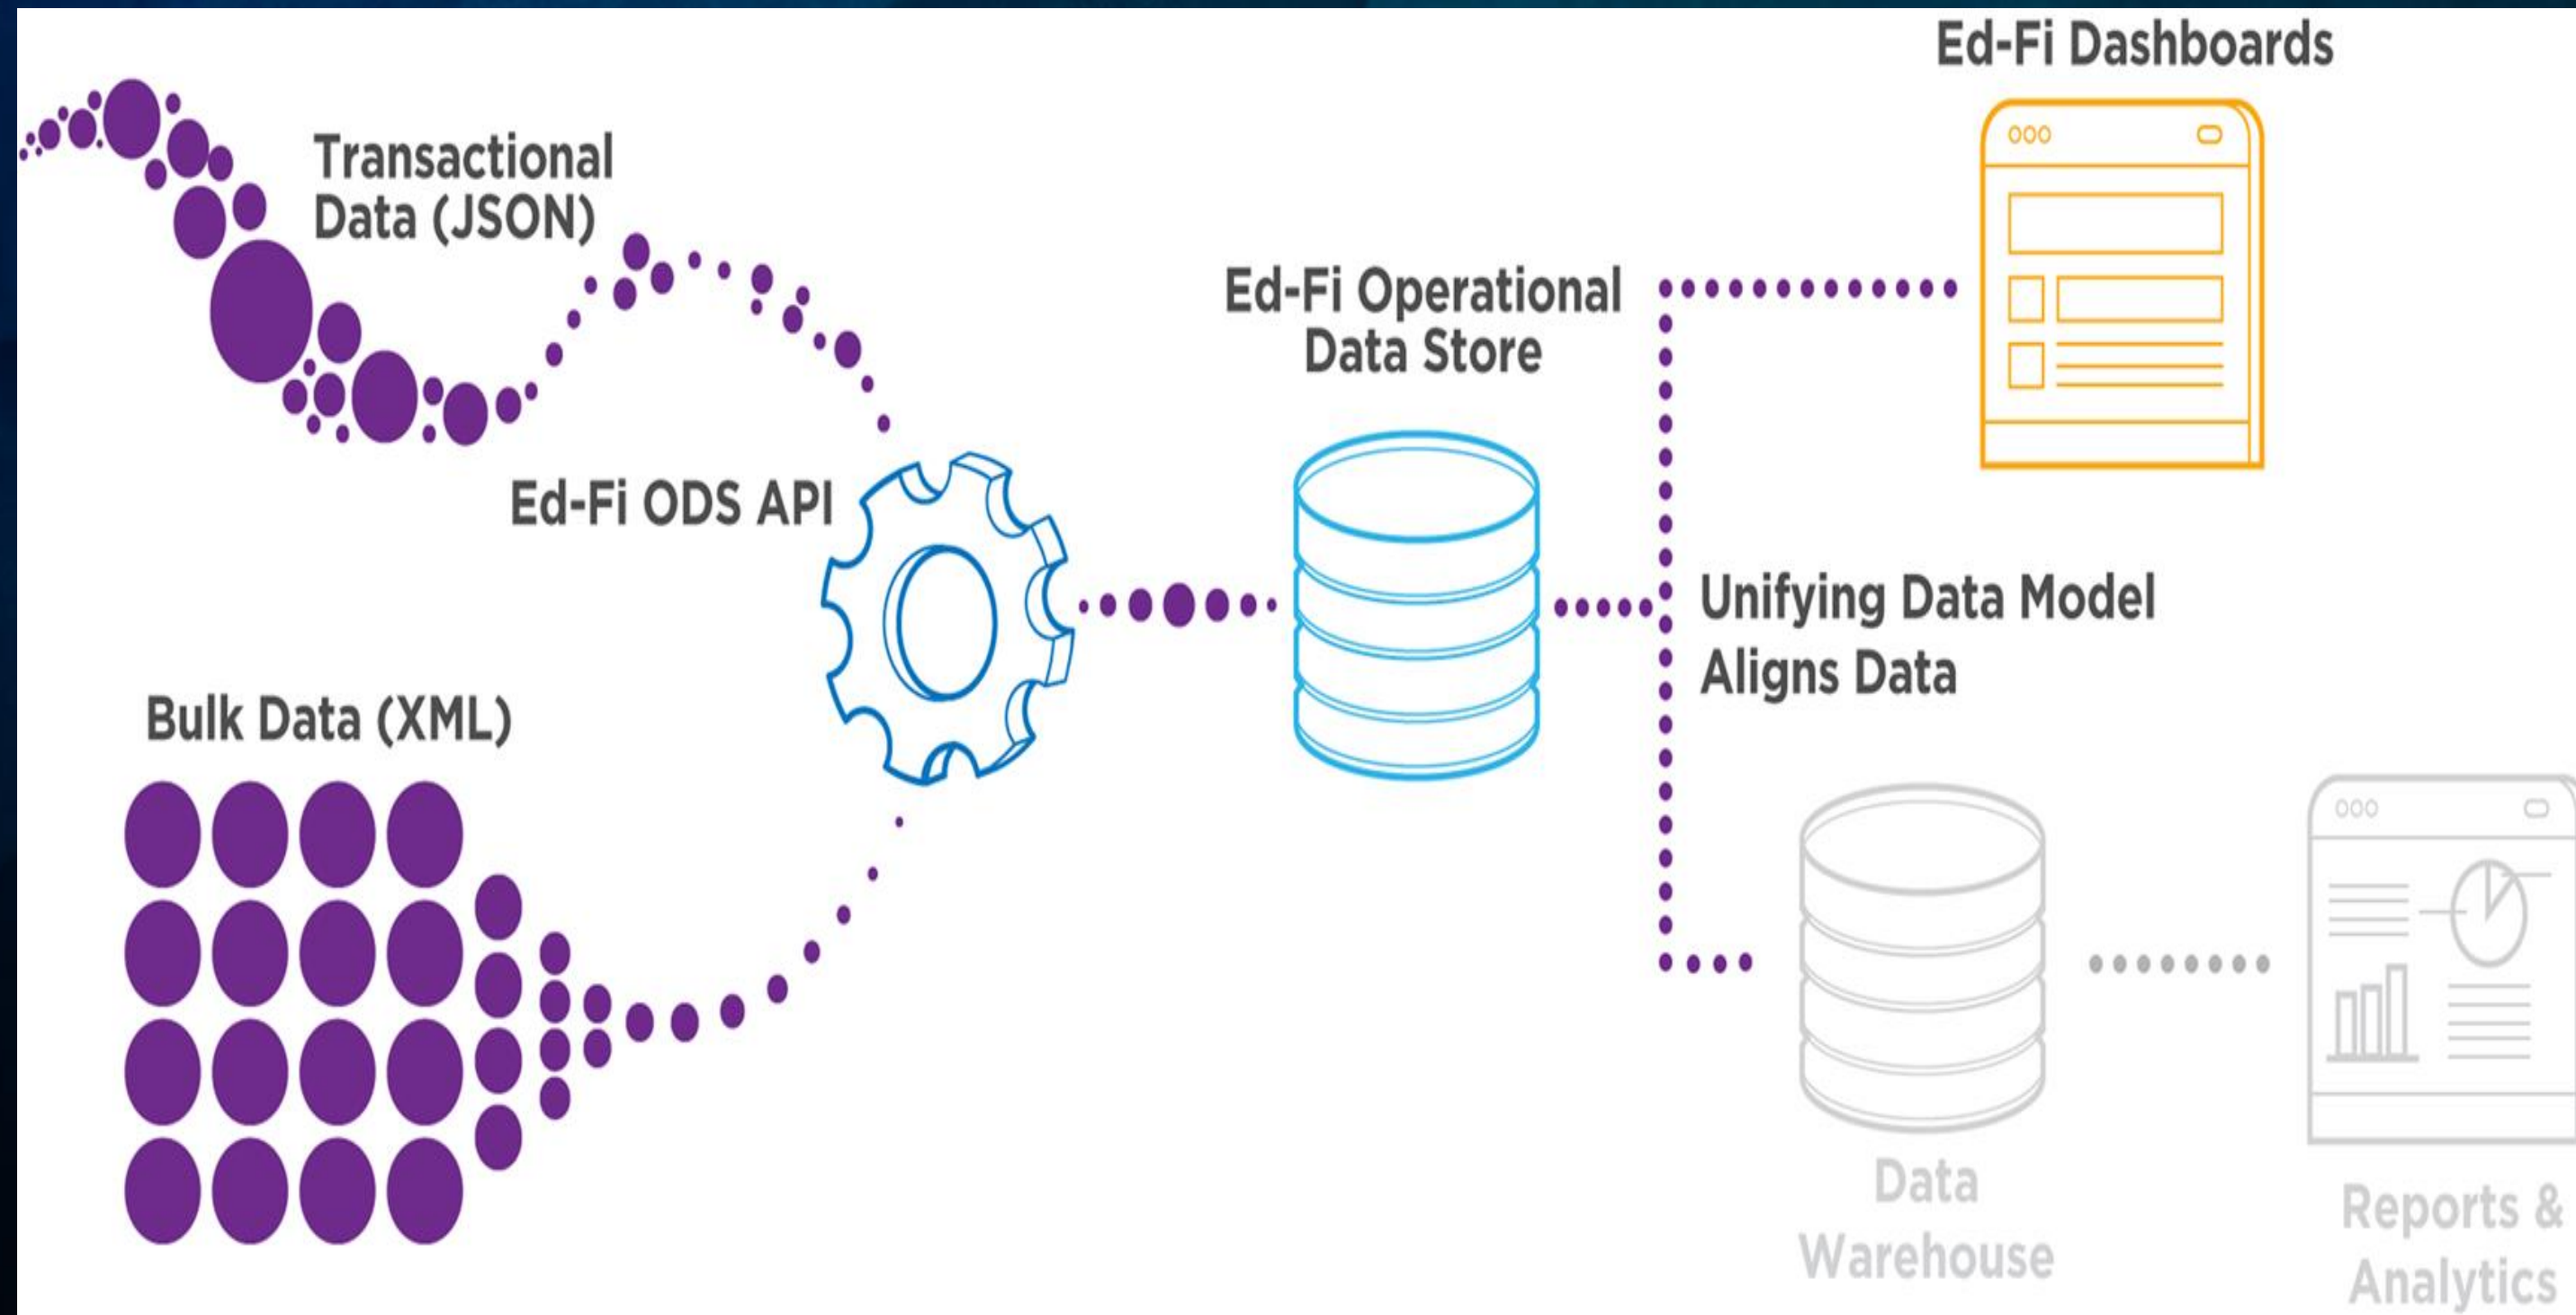 Ed-Fi Dashboards
Transactional
Data (JSON)
Ed-Fi Operational
Data Store
Ed-Fi ODS API
Unifying Data Model
Aligns Data
Bulk Data (XML)
Data
Warehouse
Reports &
Analytics